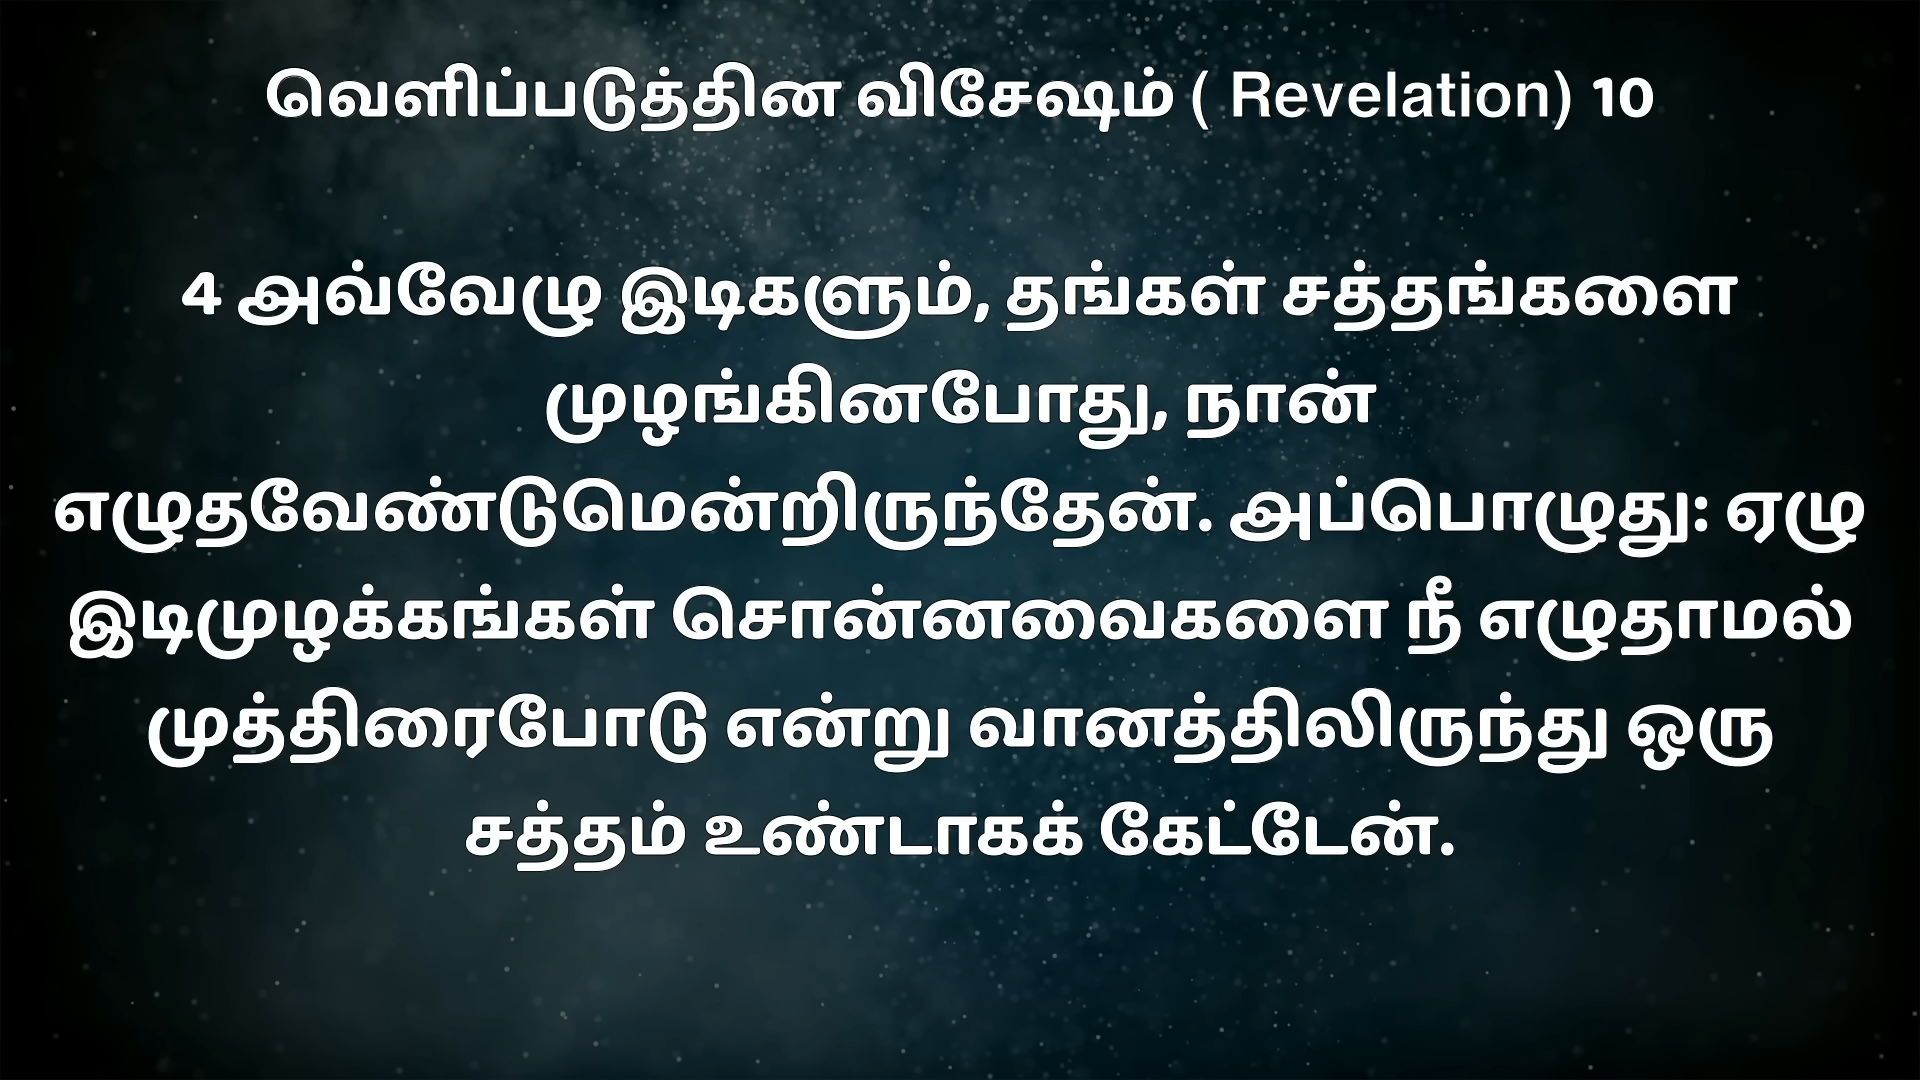 வெளிப்படுத்தின விசேஷம் ( Revelation) 10
4 அவ்வேழு இடிகளும், தங்கள் சத்தங்களை
முழங்கினபோது, நான்
எழுதவேண்டுமென்றிருந்தேன். அப்பொழுது: ஏழு
இடிமுழக்கங்கள் சொன்னவைகளை நீ எழுதாமல்
முத்திரைபோடு என்று வானத்திலிருந்து ஒரு
சத்தம் உண்டாகக் கேட்டேன்.